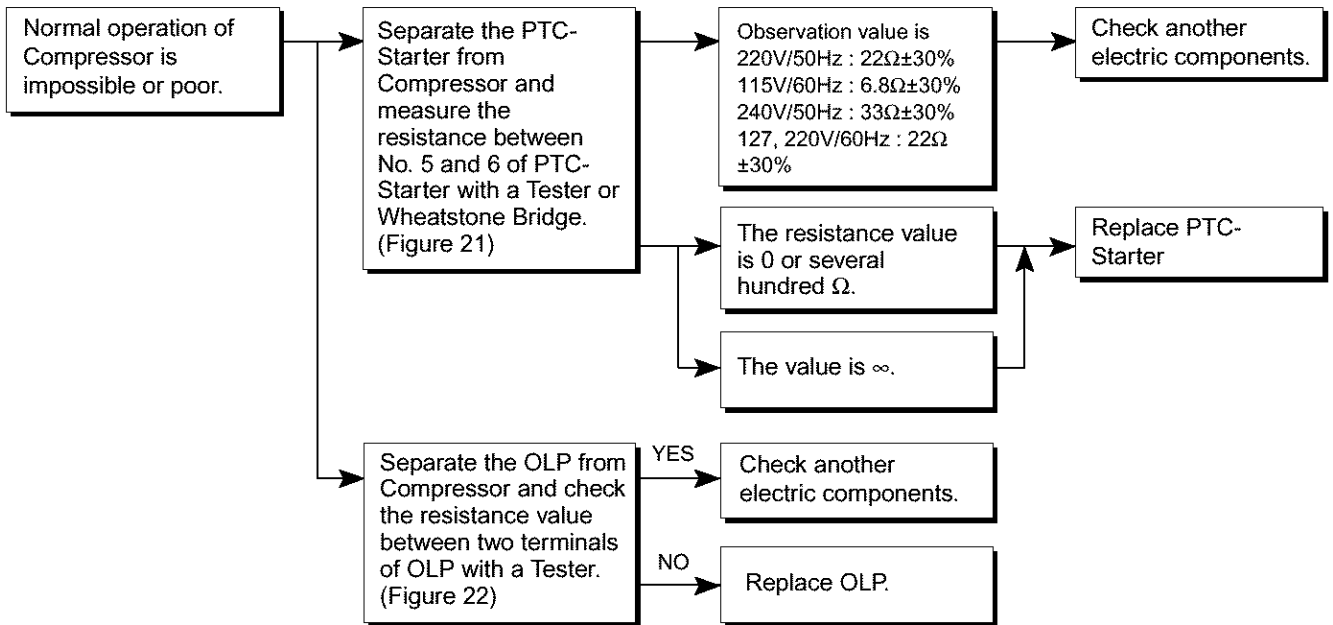 Normal operation of
Compressor is
impossible or poor.
Separate the PTC-
Starter from
Compressor and
measure the
resistance between
No. 5 and 6 of PTC-
Starter with a Tester or
Wheatstone Bridge.
(Figure 21)
Observation value is
220V/50Hz : 22Ω±30%
115V/60Hz : 6.8Ω±30%
240V/50Hz : 33Ω±30%
127, 220V/60Hz : 22Ω
±30%
Check another
electric components.
The resistance value
is 0 or several
hundred Ω.
Replace PTC-
Starter
The value is ∞.
Separate the OLP from
Compressor and check
the resistance value
between two terminals
of OLP with a Tester.
(Figure 22)
YES
Check another
electric components.
NO
Replace OLP.